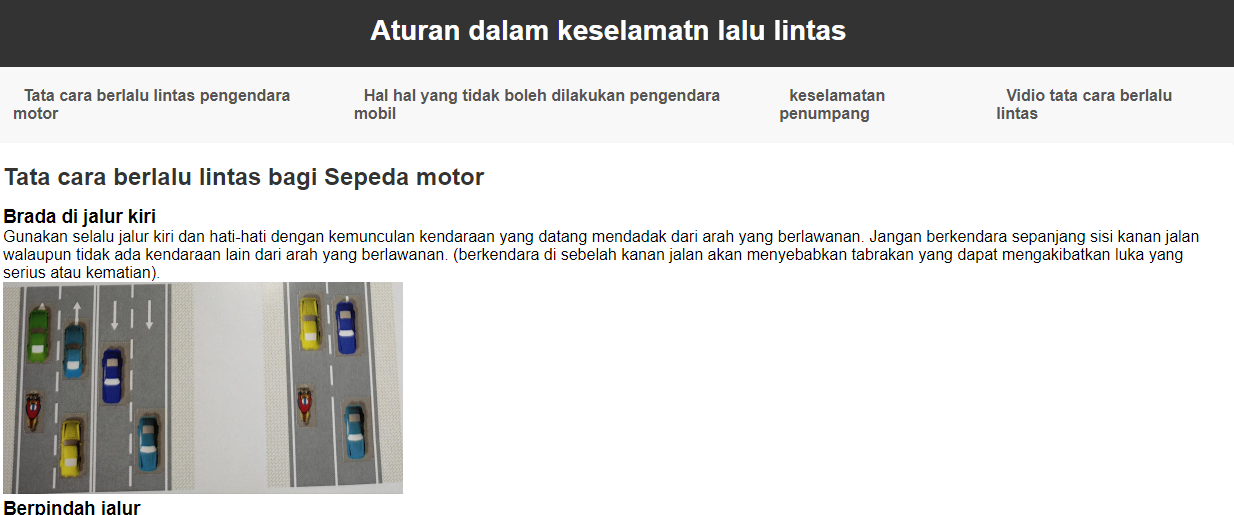 Aturan dalam keselamatn lalu lintas
Tata cara berlalu lintas pengendara
motor
Hal hal yang tidak boleh dilakukan pengendara
mobil
keselamatan
penumpang
Vidio tata cara berlalu
lintas
Tata cara berlalu lintas bagi Sepeda motor
Brada di jalur kiri
Gunakan selalu jalur kiri dan hati-hati dengan kemunculan kendaraan yang datang mendadak dari arah yang berlawanan. Jangan berkendara sepanjang sisi kanan jalan
walaupun tidak ada kendaraan lain dari arah yang berlawanan. (berkendara di sebelah kanan jalan akan menyebabkan tabrakan yang dapat mengakibatkan luka yang
serius atau kematian).
Berpindah jalur